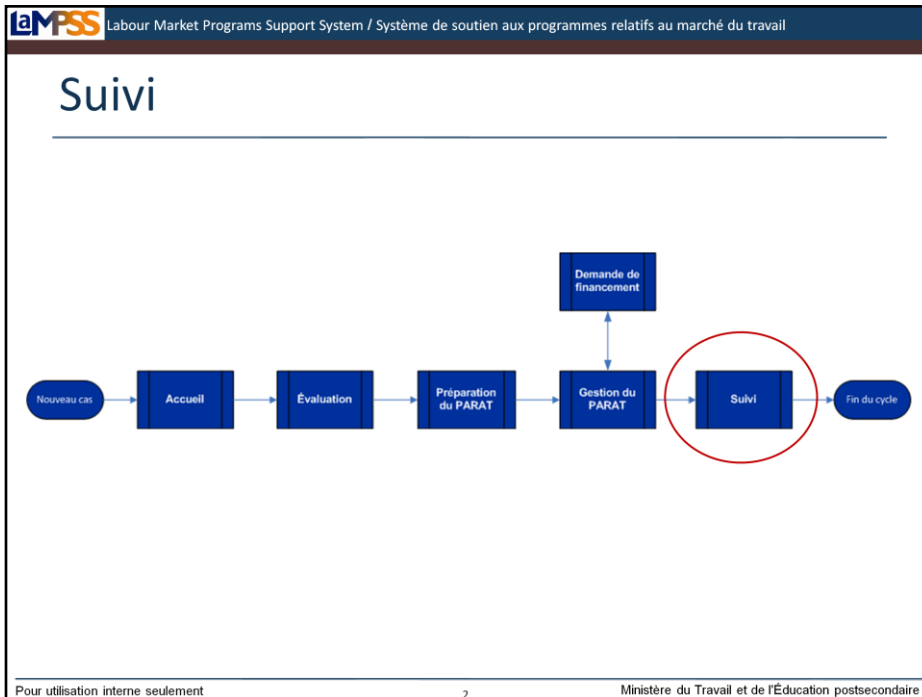 LaMPSS Labour Market Programs Support System / Système de soutien aux programmes relatifs au marché du travail
Suivi
Demande de
financement
Nouveau cas
Accueil
Évaluation
Préparation
du PARAT
Gestion du
PARAT
Suivi
Fin du cycle
Pour utilisation interne seulement
2
Ministère du Travail et de l'Éducation postsecondaire